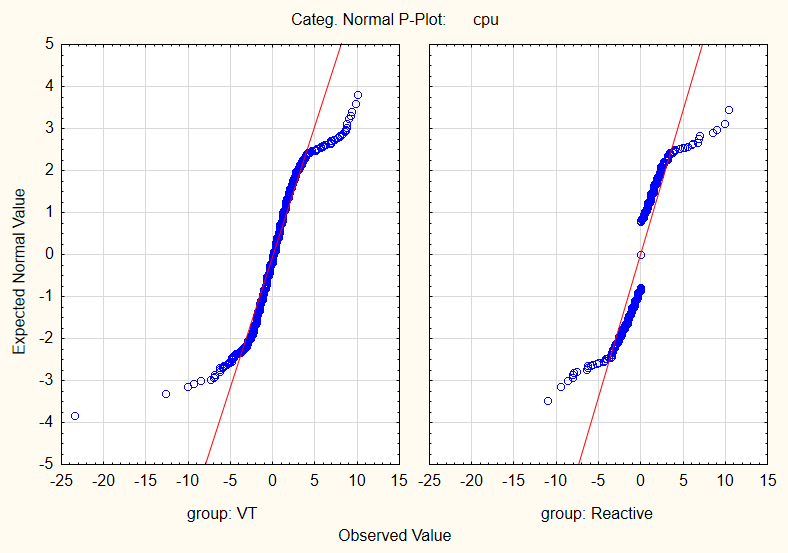 Categ. Normal P-Plot: cpu
Expected Normal Value
5
4
3
2
1
0
-1
-2
-3
-4
-5
-25 -20 -15 -10 -5 0 5 10 15
-25 -20 -15 -10 -5 0 5 10 15
group: VT
group: Reactive
Observed Value